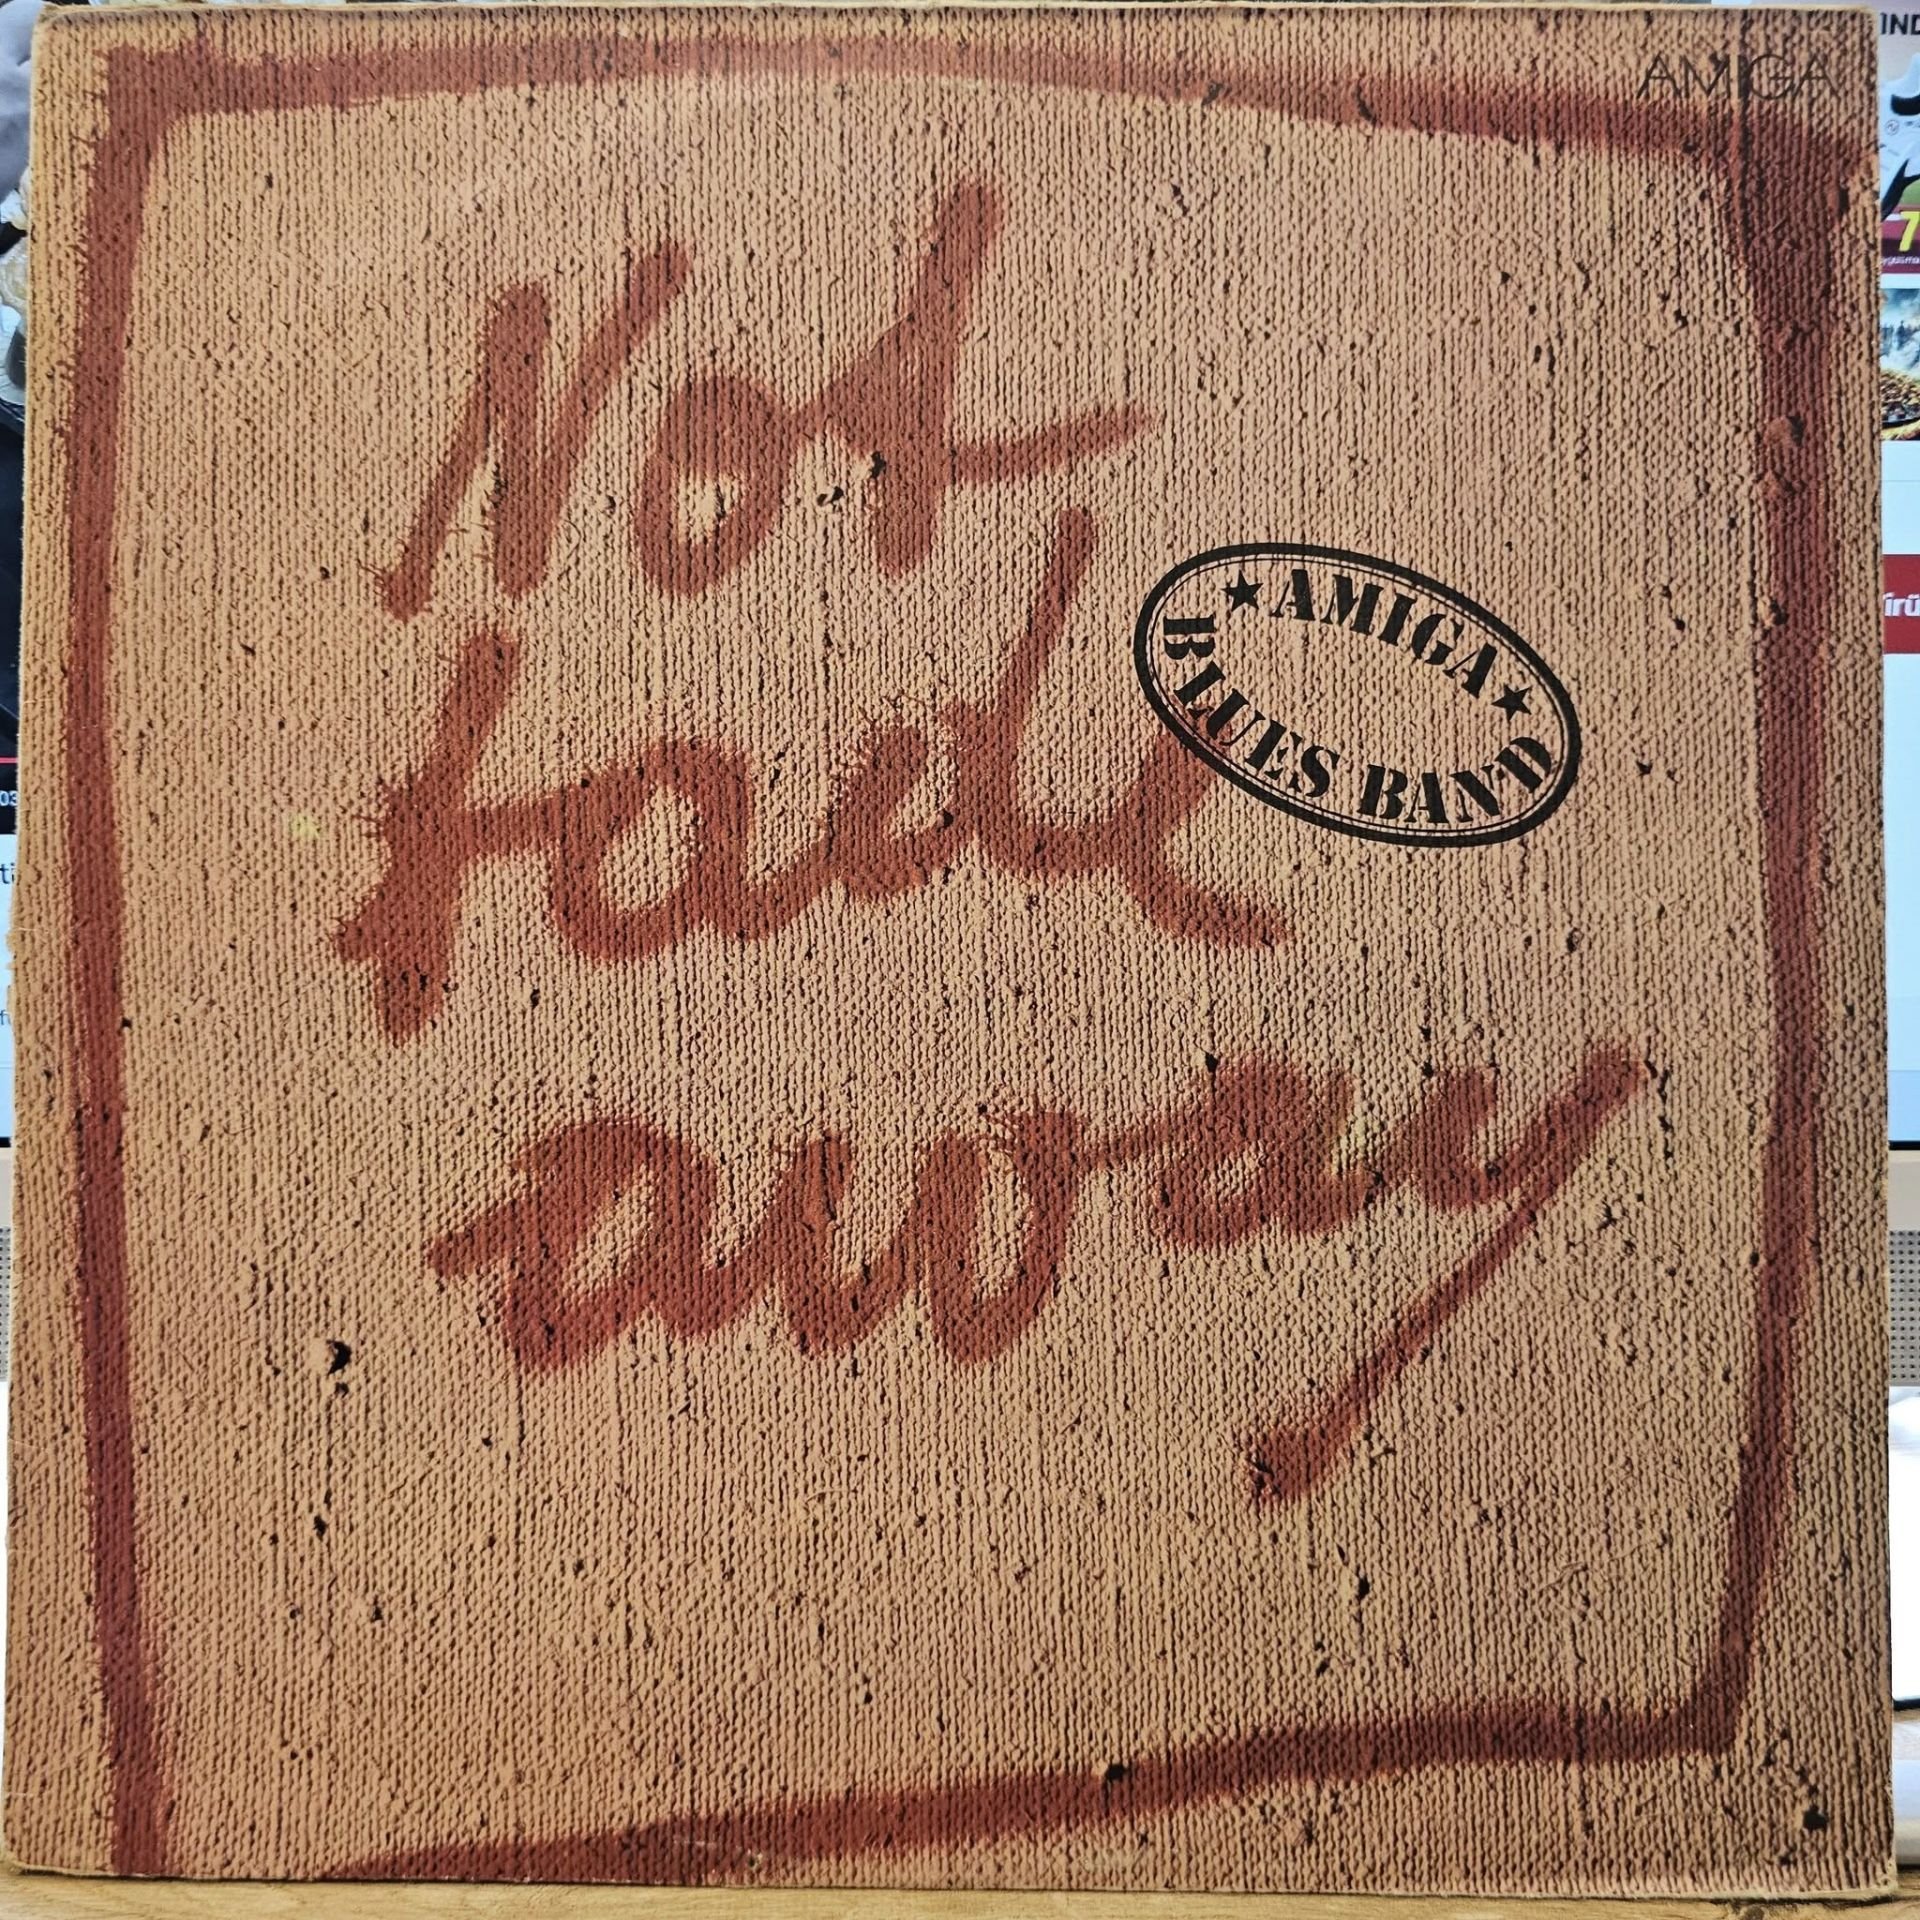 AMIGA
Not
fade
away
★ AMIGA ★
BLUES BAND